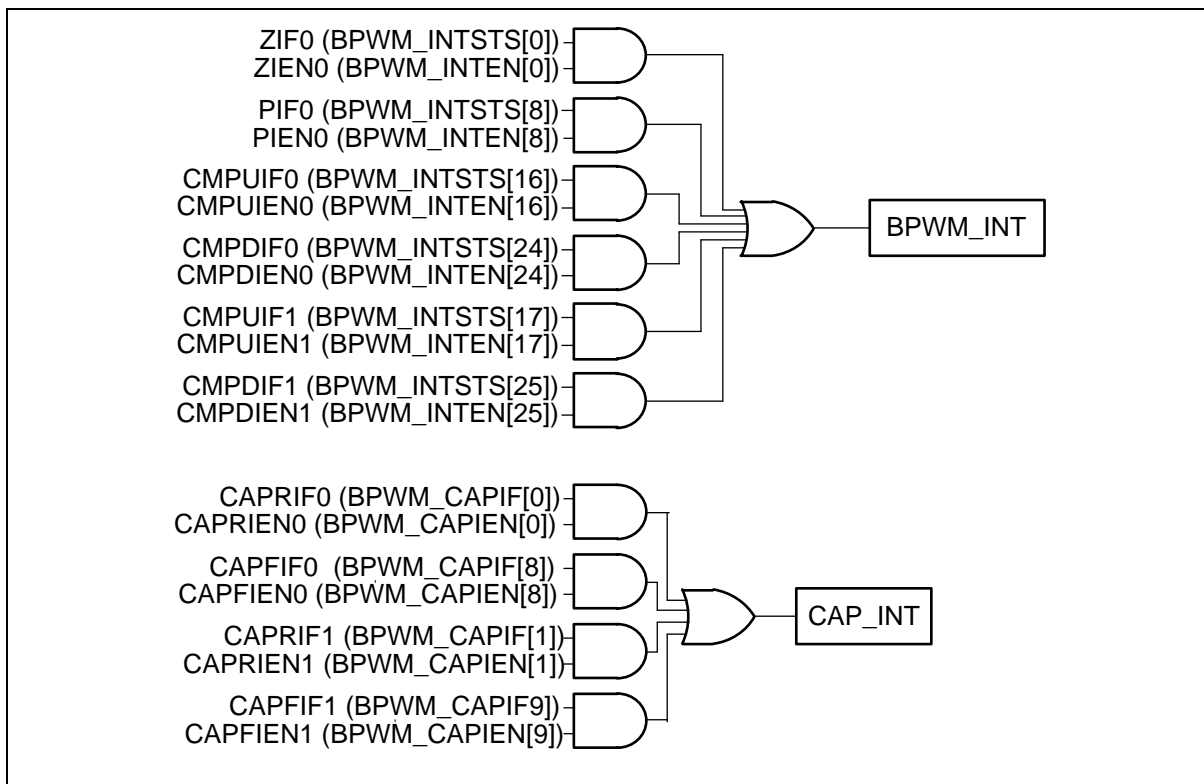 ZIF0 (BPWM_INTSTS[0])
ZIEN0 (BPWM_INTEN[0])
PIF0 (BPWM_INTSTS[8])
PIEN0 (BPWM_INTEN[8])
CMPUIF0 (BPWM_INTSTS[16])
CMPUIEN0 (BPWM_INTEN[16])
CMPDIF0 (BPWM_INTSTS[24])
CMPDIEN0 (BPWM_INTEN[24])
CMPUIF1 (BPWM_INTSTS[17])
CMPUIEN1 (BPWM_INTEN[17])
CMPDIF1 (BPWM_INTSTS[25])
CMPDIEN1 (BPWM_INTEN[25])
BPWM_INT
CAPRIF0 (BPWM_CAPIF[0])
CAPRIEN0 (BPWM_CAPIEN[0])
CAPFIF0 (BPWM_CAPIF[8])
CAPFIEN0 (BPWM_CAPIEN[8])
CAPRIF1 (BPWM_CAPIF[1])
CAPRIEN1 (BPWM_CAPIEN[1])
CAPFIF1 (BPWM_CAPIF9])
CAPFIEN1 (BPWM_CAPIEN[9])
CAP_INT